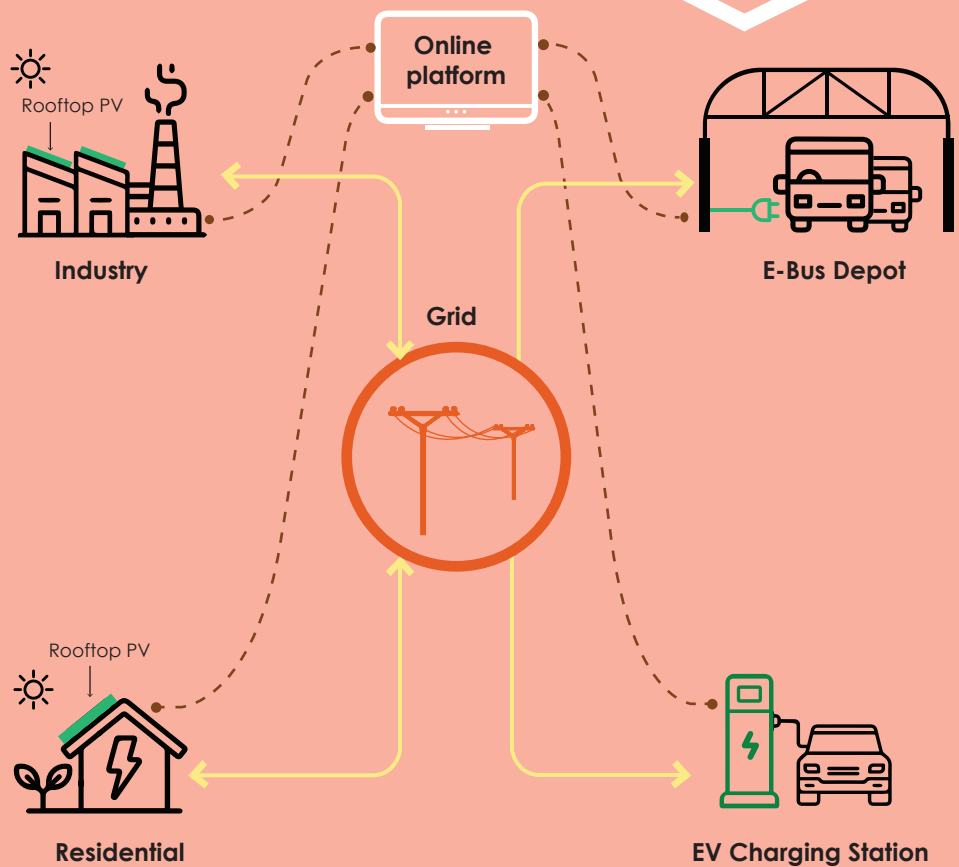 Online
platform
Rooftop PV
Industry
E-Bus Depot
Grid
Rooftop PV
Residential
EV Charging Station